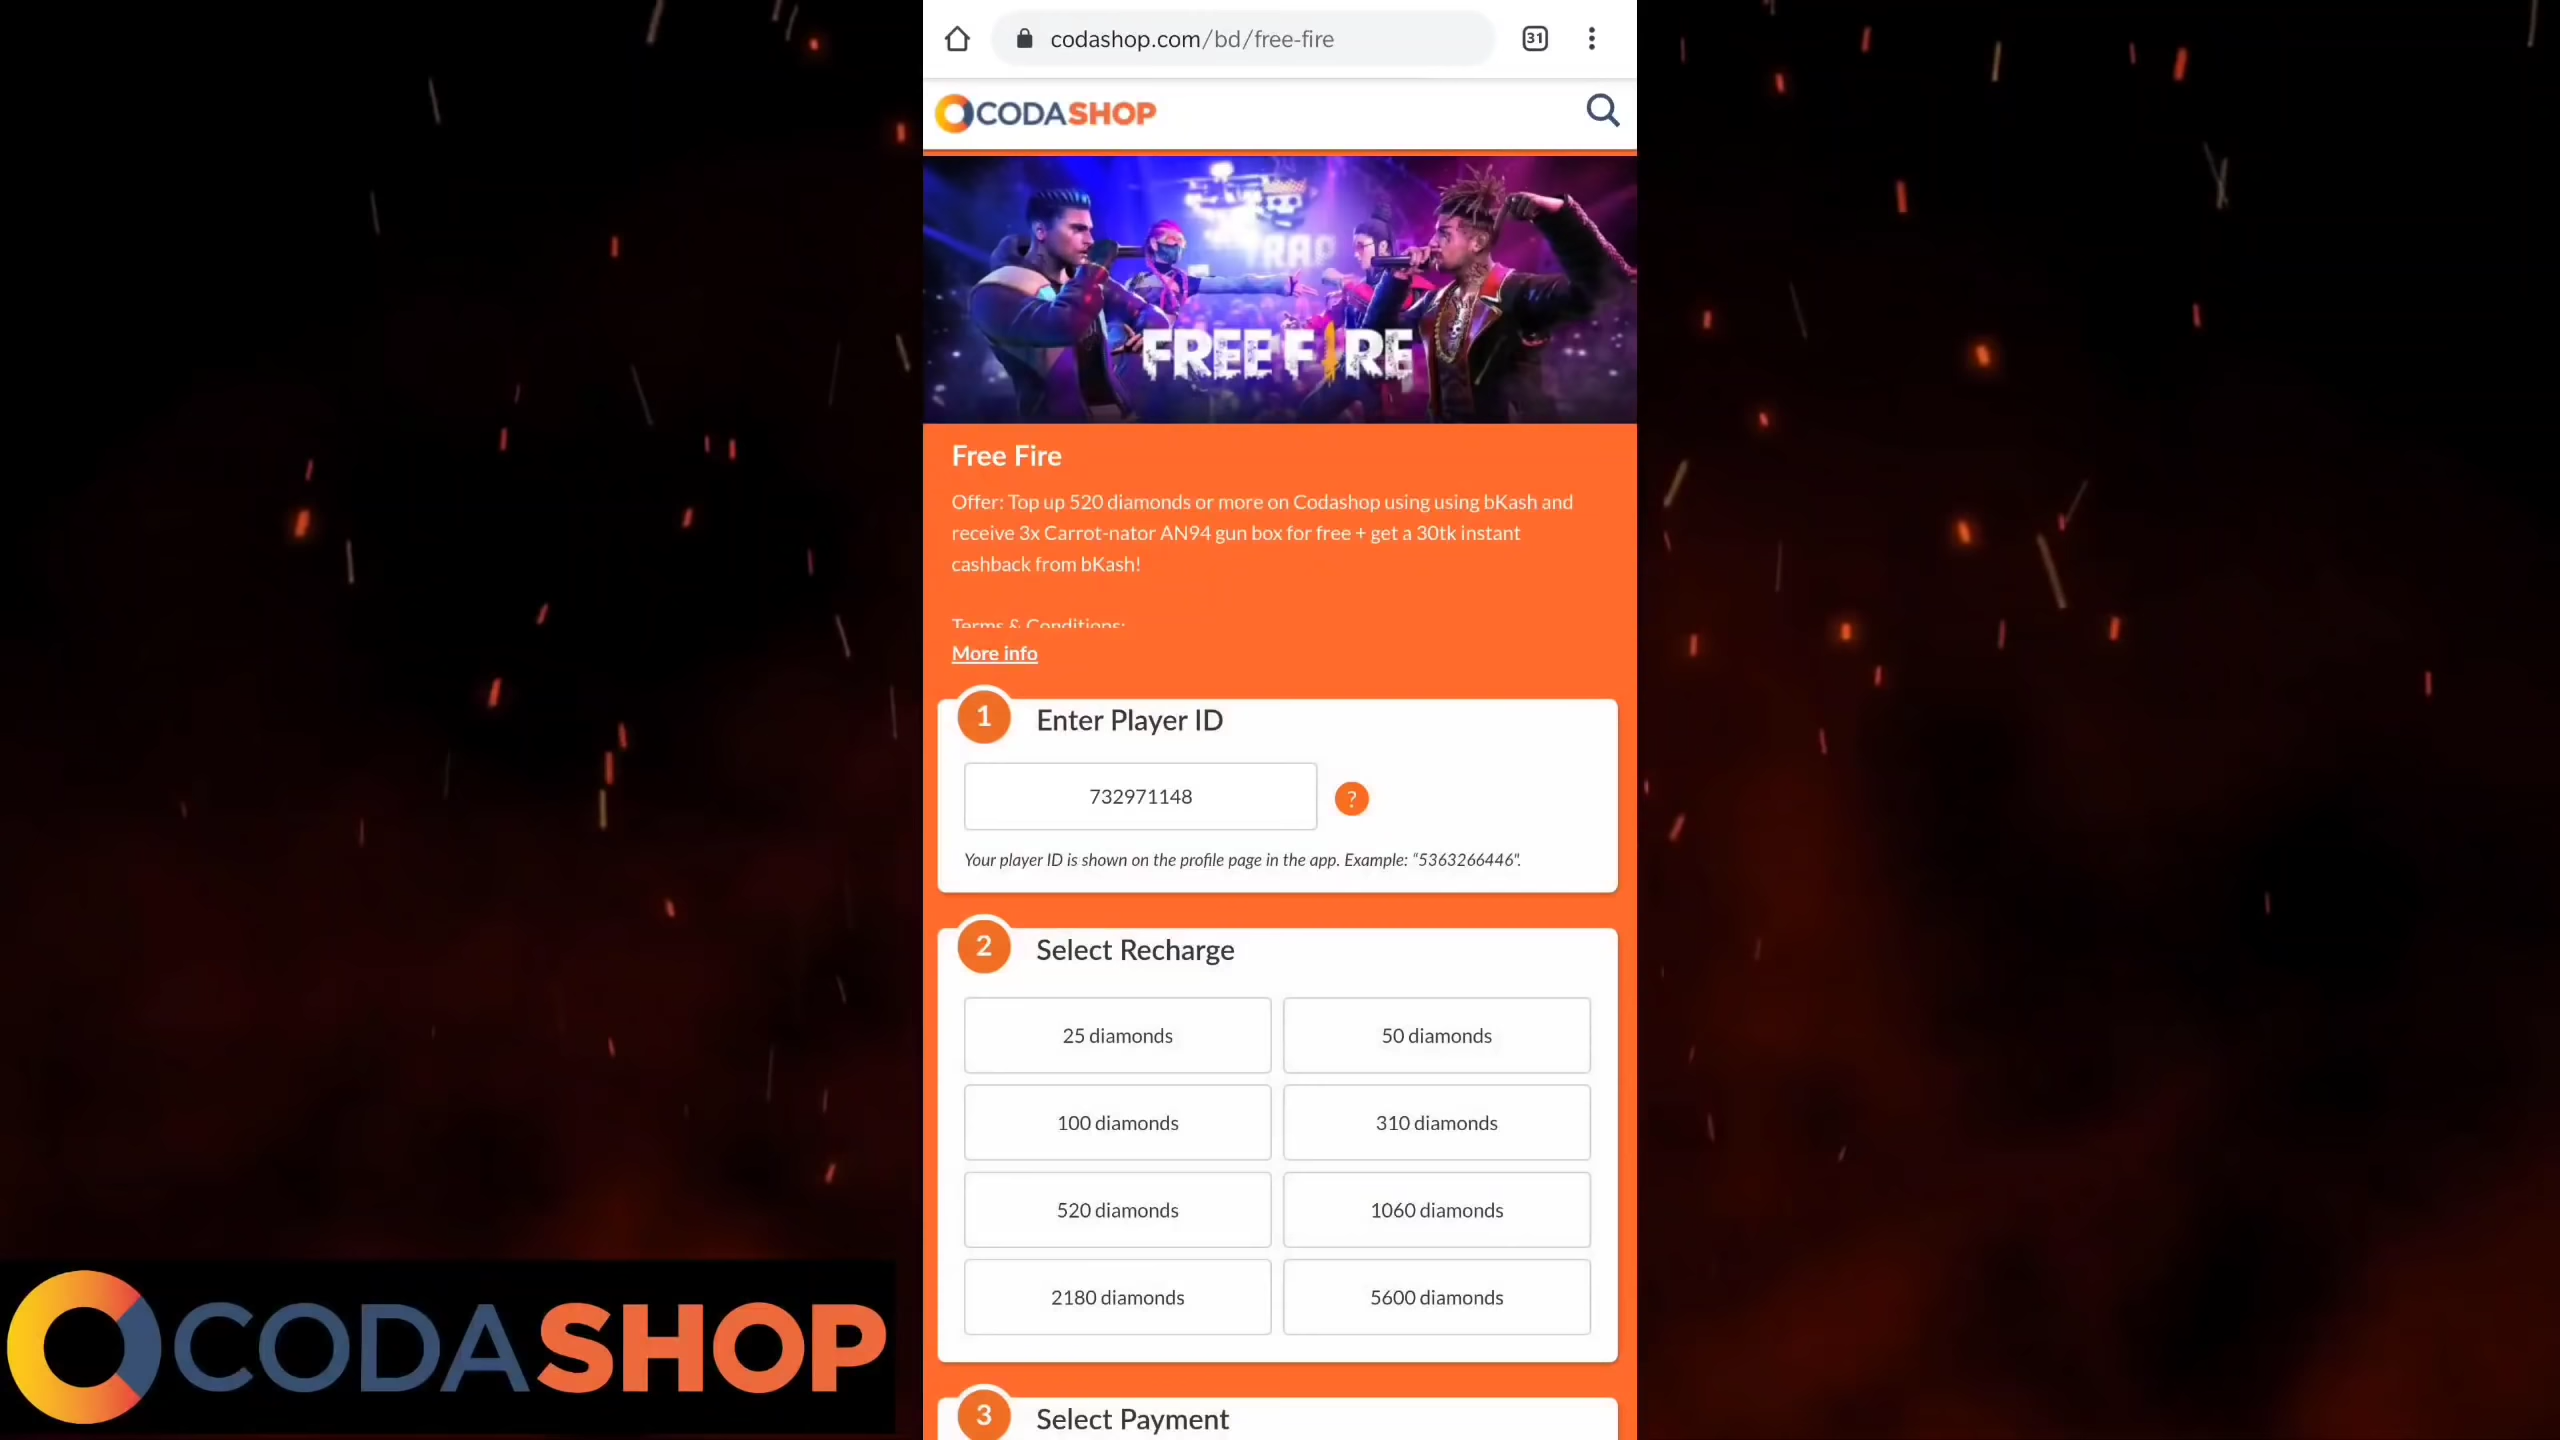 codashop.com/bd/free-fire
31
CODASHOP
TRAP
FREE FIRE
Free Fire
Offer: Top up 520 diamonds or more on Codashop using using bKash and
receive 3x Carrot-nator AN94 gun box for free + get a 30tk instant
cashback from bKash!
Terms & Conditions:
More info
1 Enter Player ID
732971148 ?
Your player ID is shown on the profile page in the app. Example: "5363266446".
2 Select Recharge
25 diamonds 50 diamonds
100 diamonds 310 diamonds
520 diamonds 1060 diamonds
2180 diamonds 5600 diamonds
3 Select Payment
CODASHOP